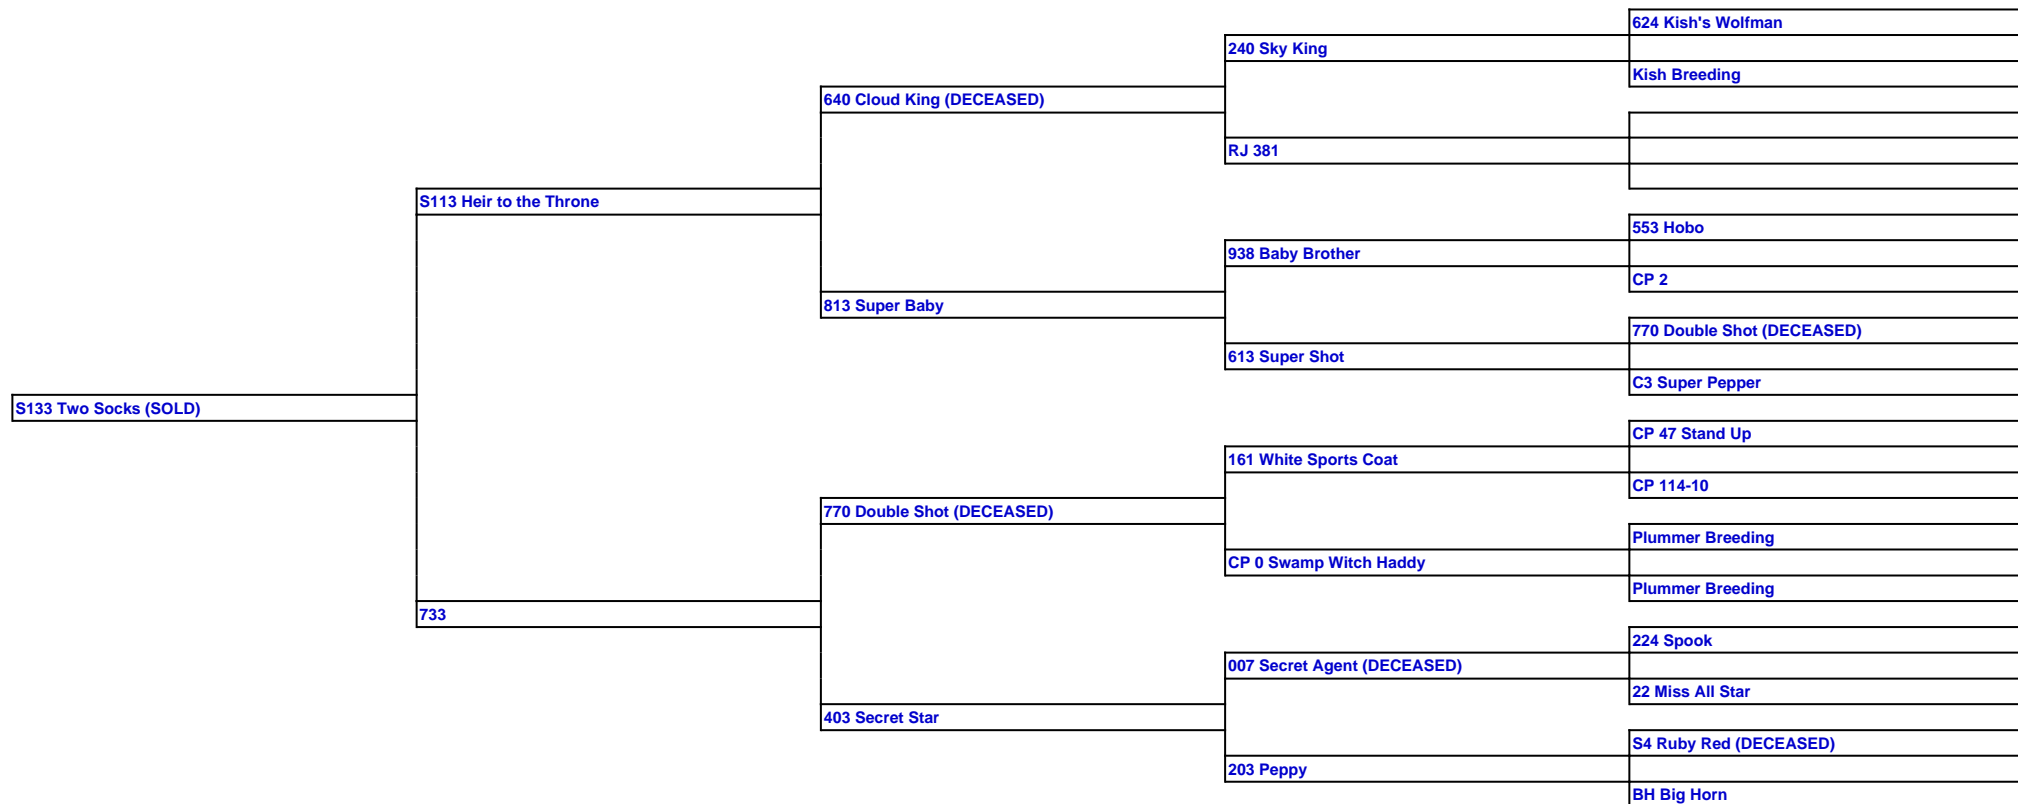 624 Kish's Wolfman
240 Sky King
Kish Breeding
640 Cloud King (DECEASED)
RJ 381
S113 Heir to the Throne
553 Hobo
938 Baby Brother
CP 2
813 Super Baby
770 Double Shot (DECEASED)
613 Super Shot
C3 Super Pepper
S133 Two Socks (SOLD)
CP 47 Stand Up
161 White Sports Coat
CP 114-10
770 Double Shot (DECEASED)
Plummer Breeding
CP 0 Swamp Witch Haddy
Plummer Breeding
733
224 Spook
007 Secret Agent (DECEASED)
22 Miss All Star
403 Secret Star
S4 Ruby Red (DECEASED)
203 Peppy
BH Big Horn